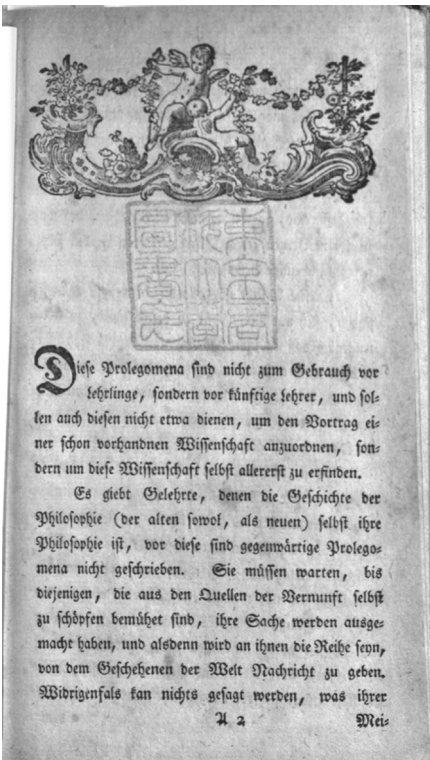 Diese Prolegomena sind nicht zum Gebrauch vor
Lehrlinge, sondern vor künftige Lehrer, und sol-
len auch diesen nicht etwa dienen, um den Vortrag ei-
ner schon vorhandnen Wissenschaft anzuordnen, son-
dern um diese Wissenschaft selbst allererst zu erfinden.
Es giebt Gelehrte, denen die Geschichte der
Philosophie (der alten sowol, als neuen) selbst ihre
Philosophie ist, vor diese sind gegenwärtige Prolego-
mena nicht geschrieben. Sie müssen warten, bis
diejenigen, die aus den Quellen der Vernunft selbst
zu schöpfen bemühet sind, ihre Sache werden ausge-
macht haben, und alsdenn wird an ihnen die Reihe seyn,
von dem Geschehenen der Welt Nachricht zu geben.
Widrigenfals kan nichts gesagt werden, was ihrer
A 2 Mei-